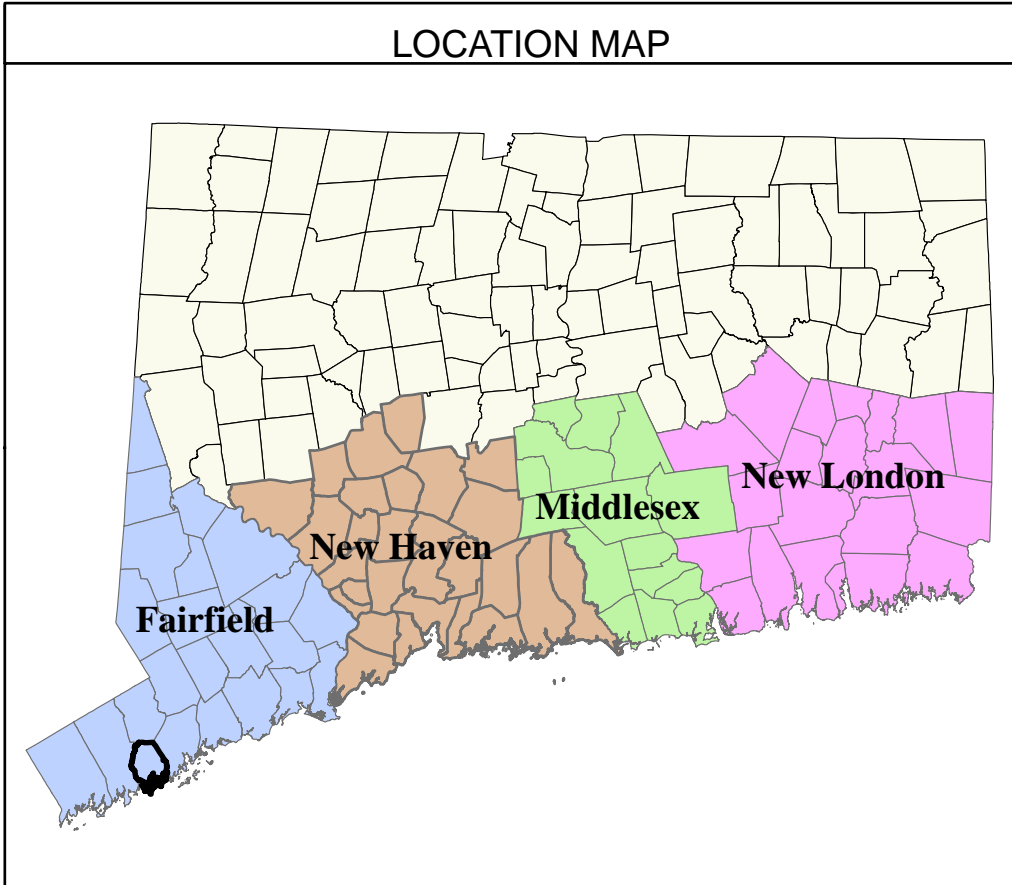 LOCATION MAP
New London
Middlesex
New Haven
Fairfield